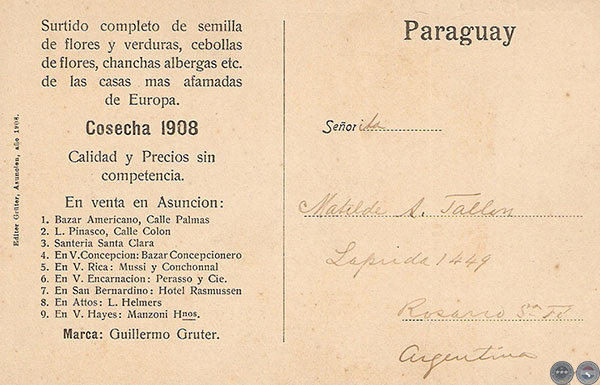 Surtido completo de semilla
de flores y verduras, cebollas
de flores, chanchas albergas etc.
de las casas mas afamadas
de Europa.
Cosecha 1908
Calidad y Precios sin
competencia.
En venta en Asuncion:
1. Bazar Americano, Calle Palmas
2. L. Pinasco, Calle Colon
3. Santeria Santa Clara
4. En V. Concepcion: Bazar Concepcionero
5. En V. Rica: Mussi y Conchonnal
6. En V. Encarnacion: Perasso y Cie.
7. En San Bernardino: Hotel Rasmussen
8. En Attos: L. Helmers
9. En V. Hayes: Manzoni Hnos.
Marca: Guillermo Gruter.
Editor Grüter, Asuncion, año 1908.
Paraguay
Señorita
Matilde A. Tallon
Laprida 1449
Rosario Sta Fé
Argentina